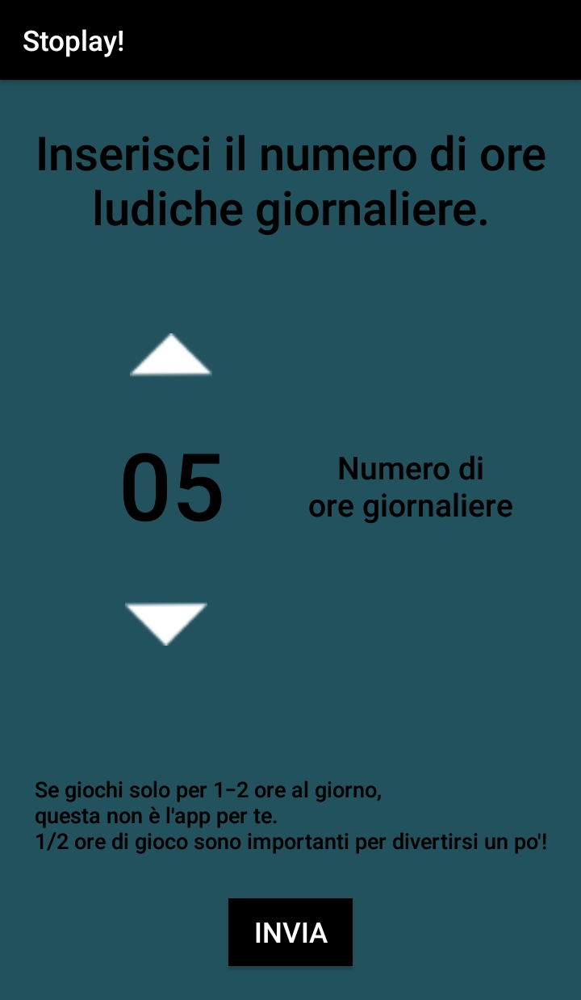 Stoplay!
Inserisci il numero di ore
ludiche giornaliere.
05
Numero di
ore giornaliere
Se giochi solo per 1-2 ore al giorno,
questa non è l'app per te.
1/2 ore di gioco sono importanti per divertirsi un po'!
INVIA